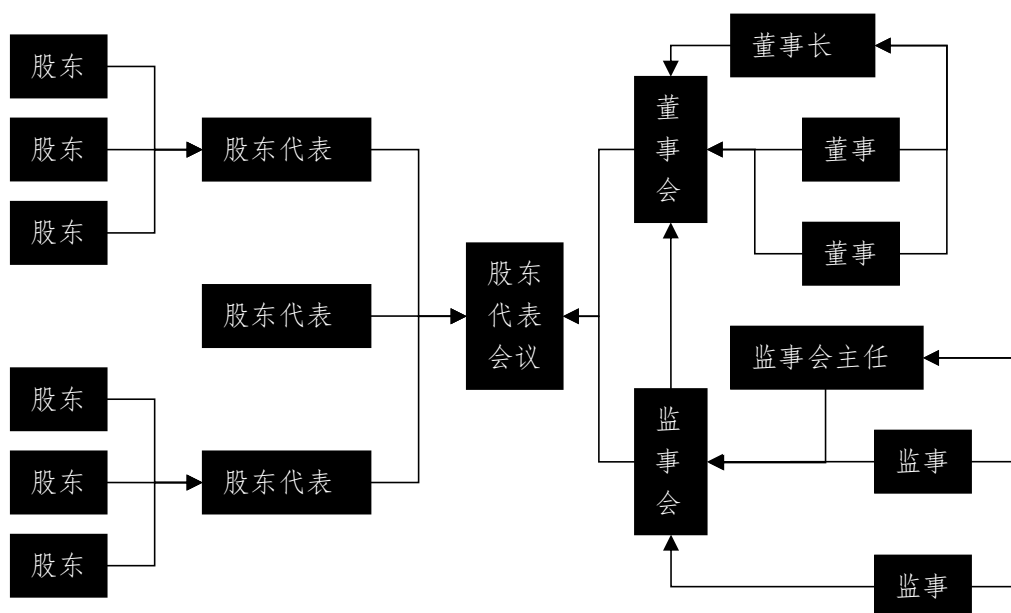 股东
股东
股东
股东代表
股东代表
股东
股东
股东
股东代表
股东
代表
会议
董
事
会
董事长
董事
董事
监事会主任
监
事
会
监事
监事